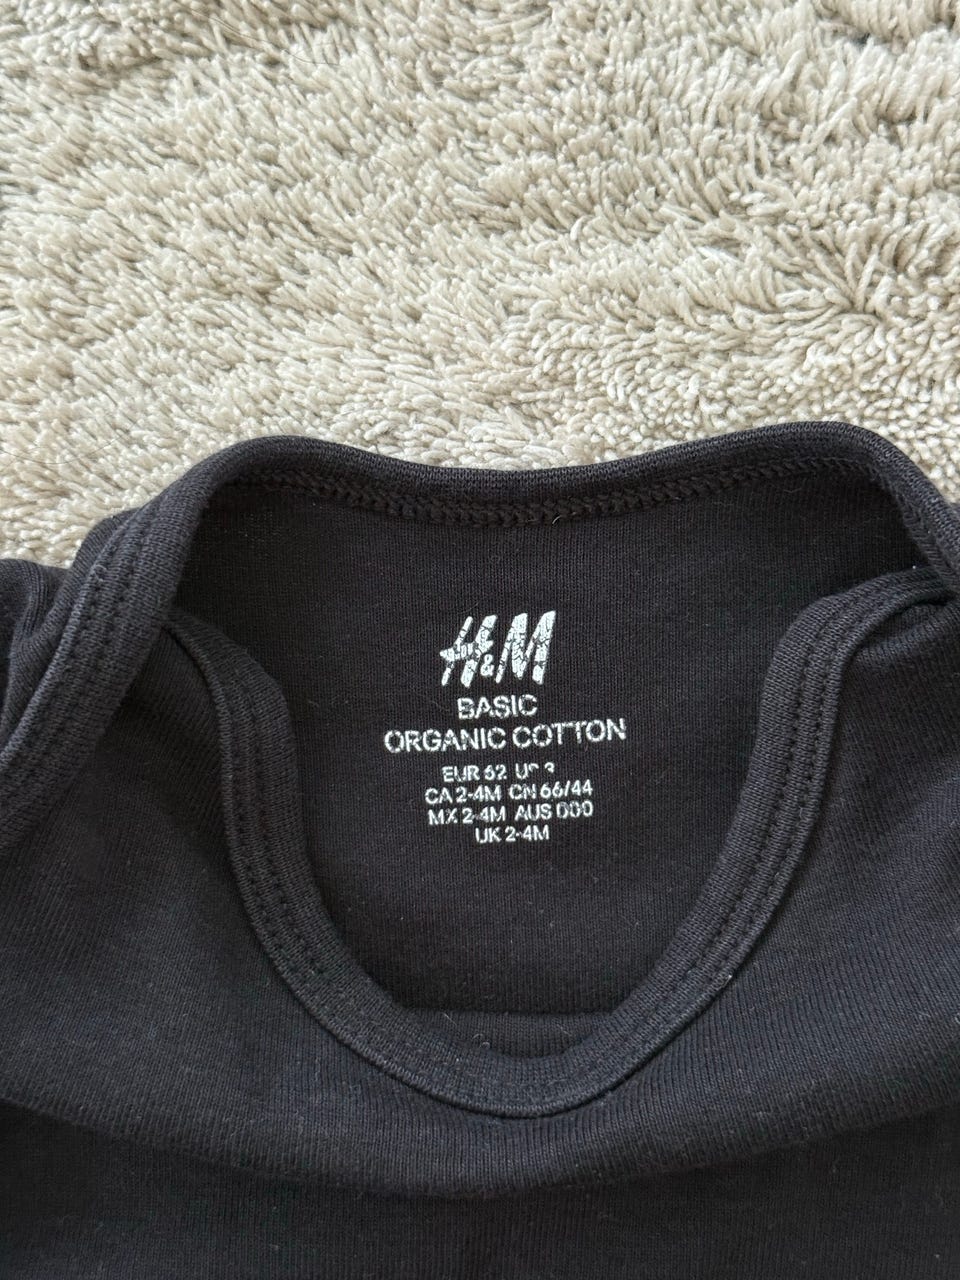 H&M
BASIC
ORGANIC COTTON
EUR 62 US
CA 2-4M CN 66/44
MX 2-4M AUS 000
UK 2-4M